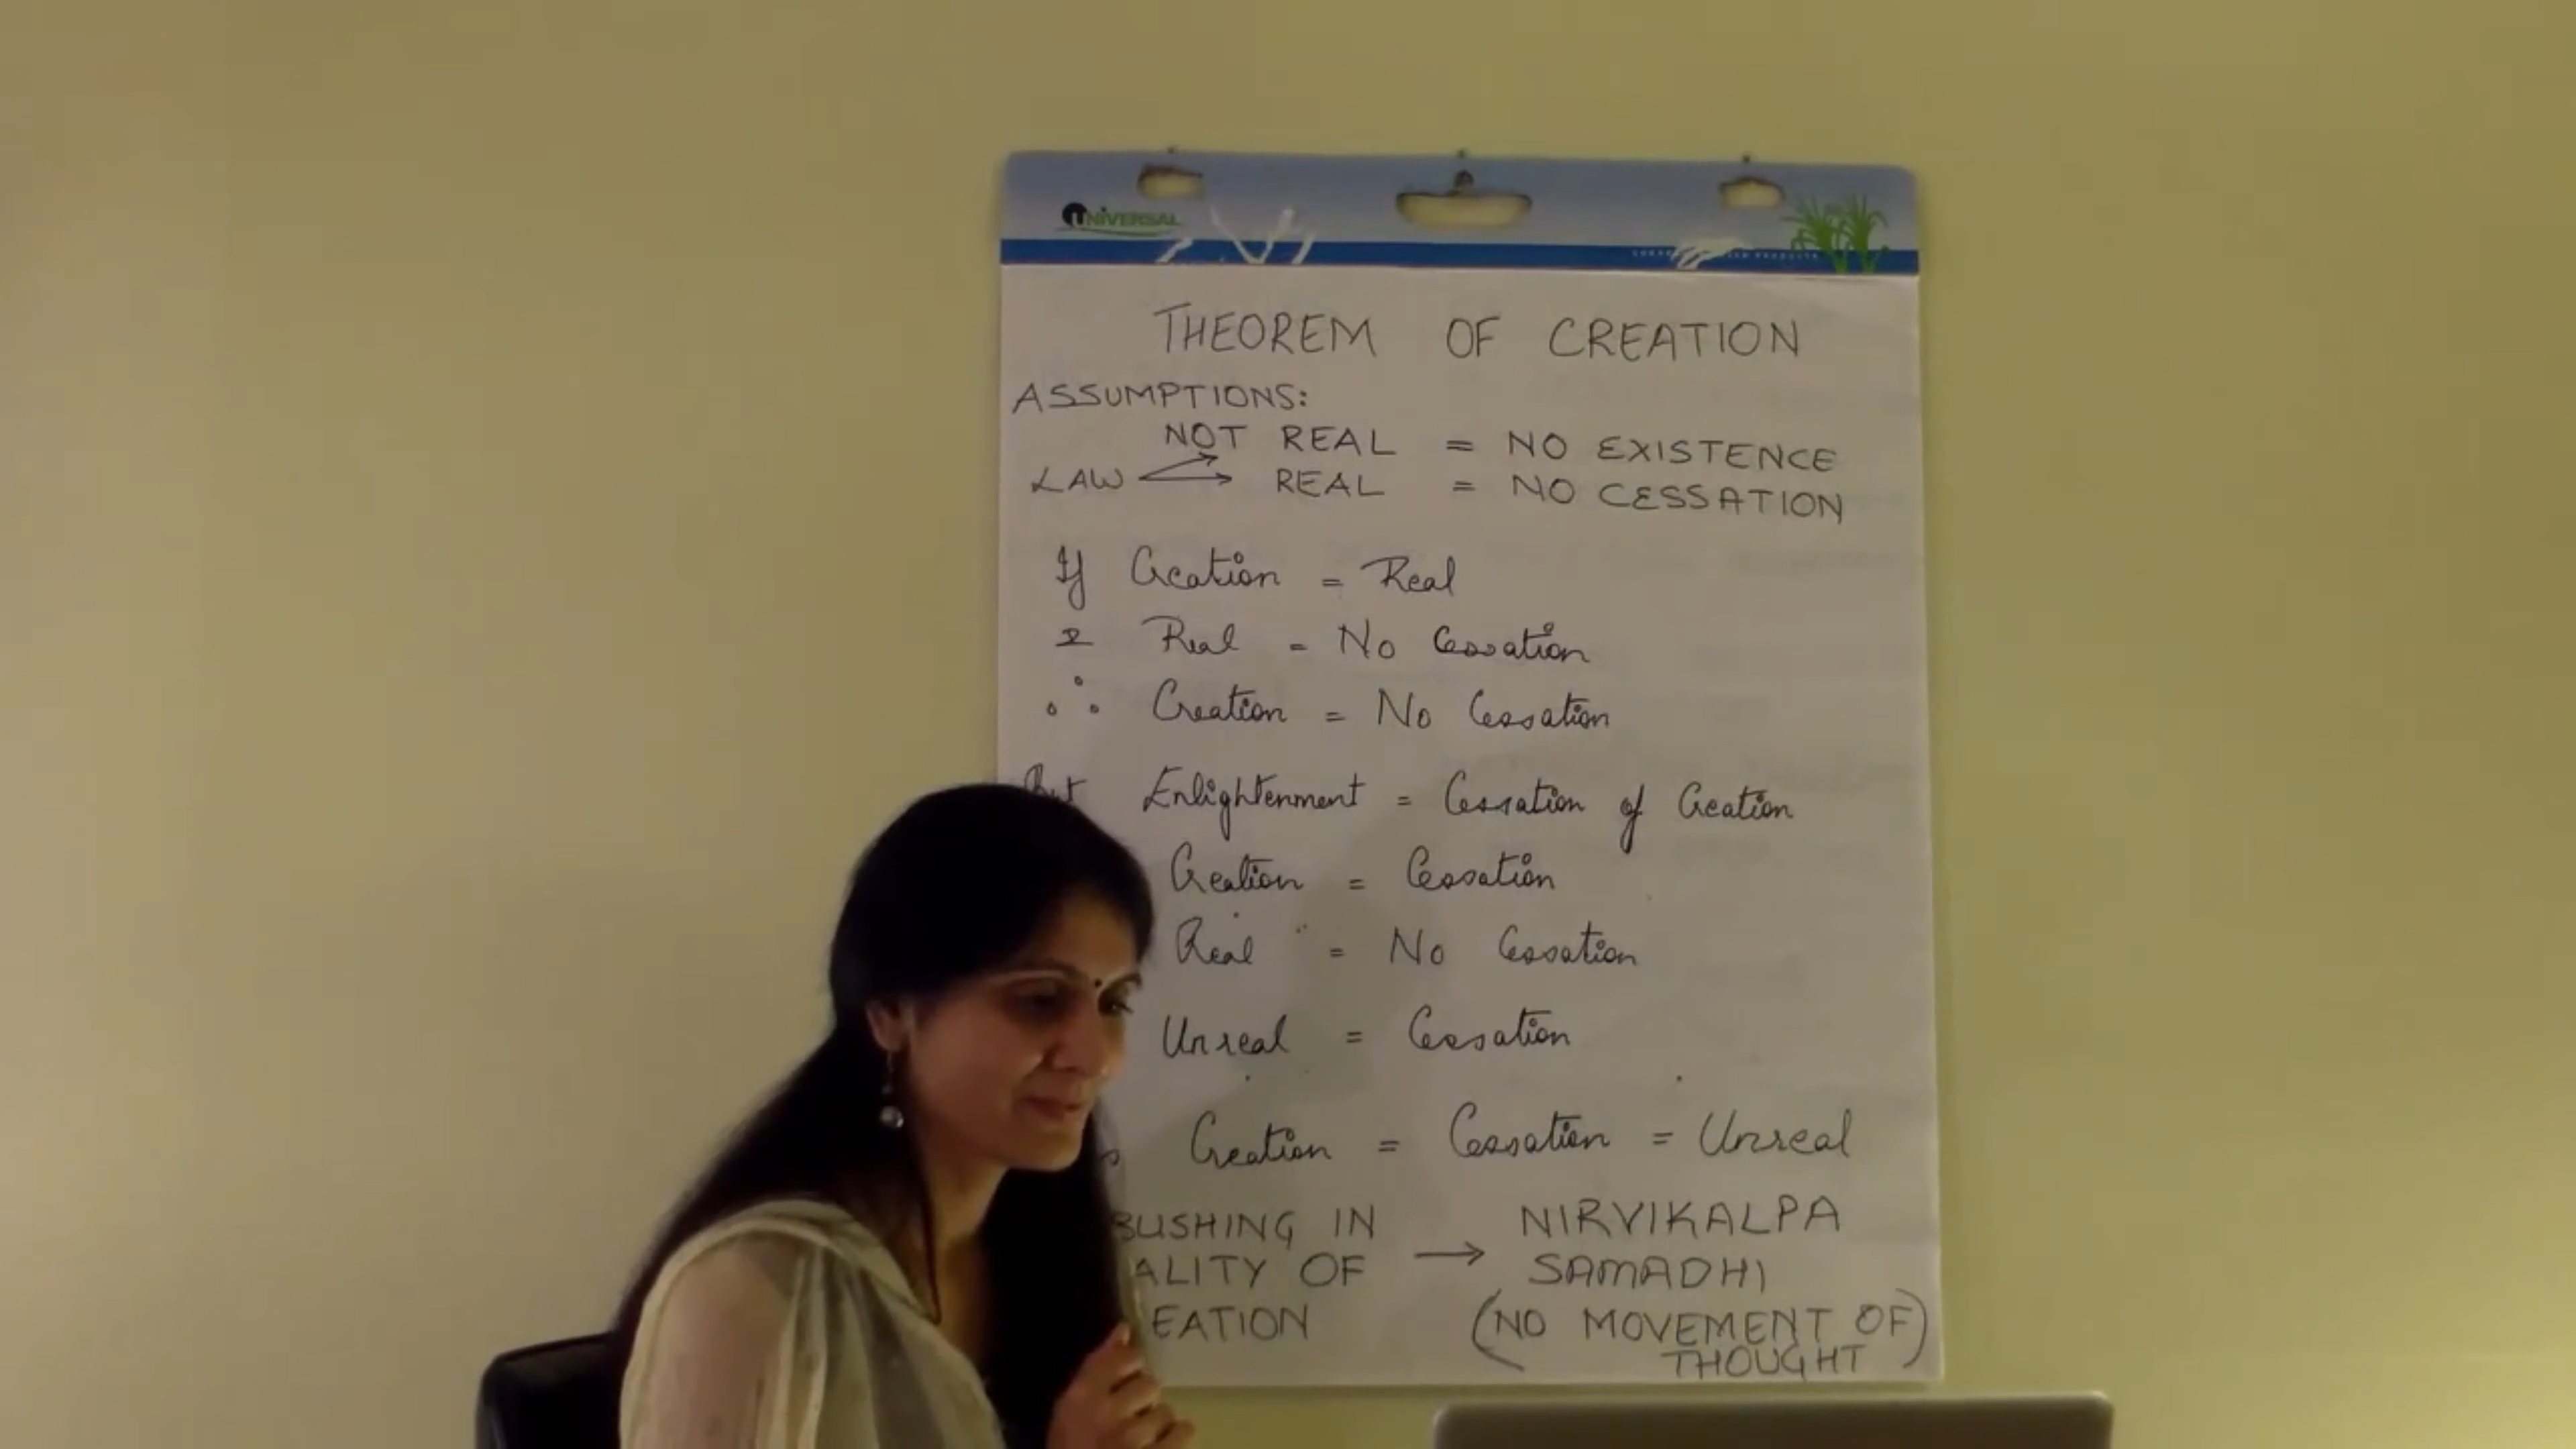 UNIVERSAL
THEOREM OF CREATION
ASSUMPTIONS:
NOT REAL = NO EXISTENCE
LAW REAL = NO CESSATION
If Creation = Real
& Real = No Cessation
∴ Creation = No Cessation
But Enlightenment = Cessation of Creation
Creation = Cessation
Real = No Cessation
Unreal = Cessation
Creation = Cessation = Unreal
BUSHING IN → NIRVIKALPA
ALITY OF SAMADHI
EATION (NO MOVEMENT OF
THOUGHT)